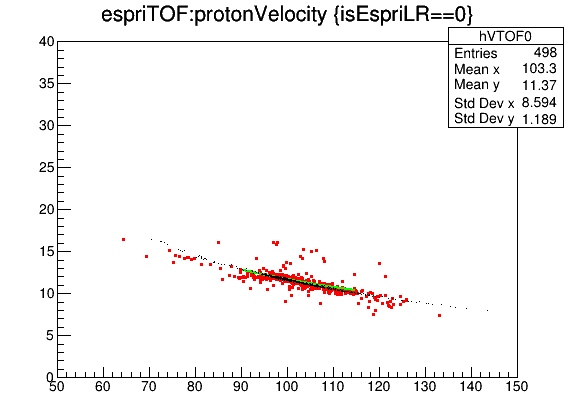 espriTOF:protonVelocity {isEspriLR==0}
hVTOF0
Entries 498
Mean x 103.3
Mean y 11.37
Std Dev x 8.594
Std Dev y 1.189
40
35
30
25
20
15
10
5
0
50 60 70 80 90 100 110 120 130 140 150